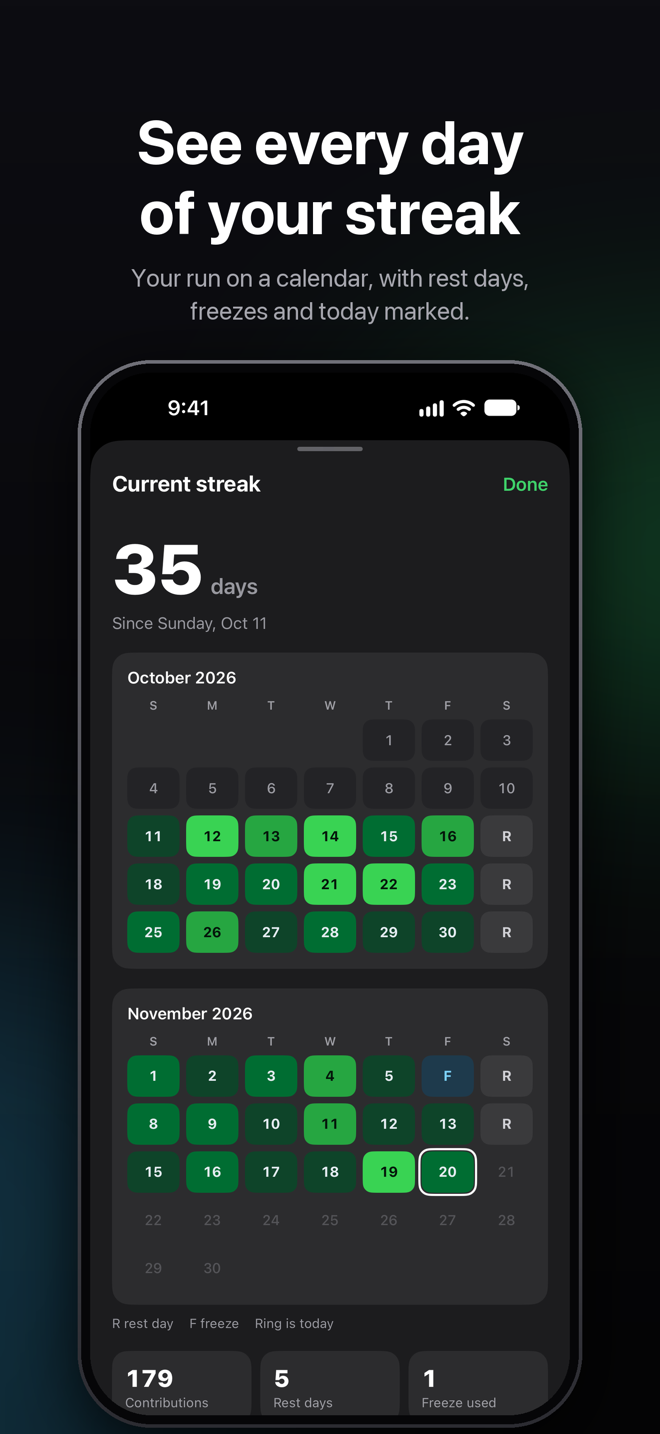 See every day
of your streak
Your run on a calendar, with rest days,
freezes and today marked.
9:41
Current streak
Done
35 days
Since Sunday, Oct 11
October 2026
S M T W T F S
1 2 3
4 5 6 7 8 9 10
11 12 13 14 15 16 R
18 19 20 21 22 23 R
25 26 27 28 29 30 R
November 2026
S M T W T F S
1 2 3 4 5 F R
8 9 10 11 12 13 R
15 16 17 18 19 20 21
22 23 24 25 26 27 28
29 30
R rest day F freeze Ring is today
179 5 1
Contributions Rest days Freeze used